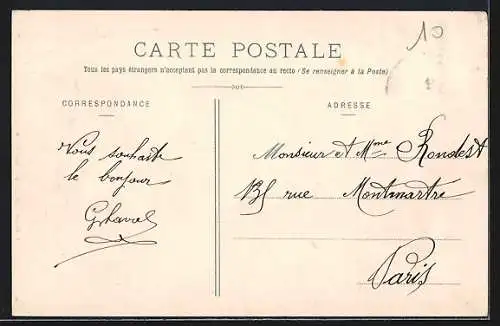 10
CARTE POSTALE
Tous les pays étrangers n'acceptent pas la correspondance au recto (Se renseigner à la Poste)
CORRESPONDANCE
ADRESSE
Vous souhaite
le bonjour
Monsieur et Mme Rondest
rue Montmartre
Paris